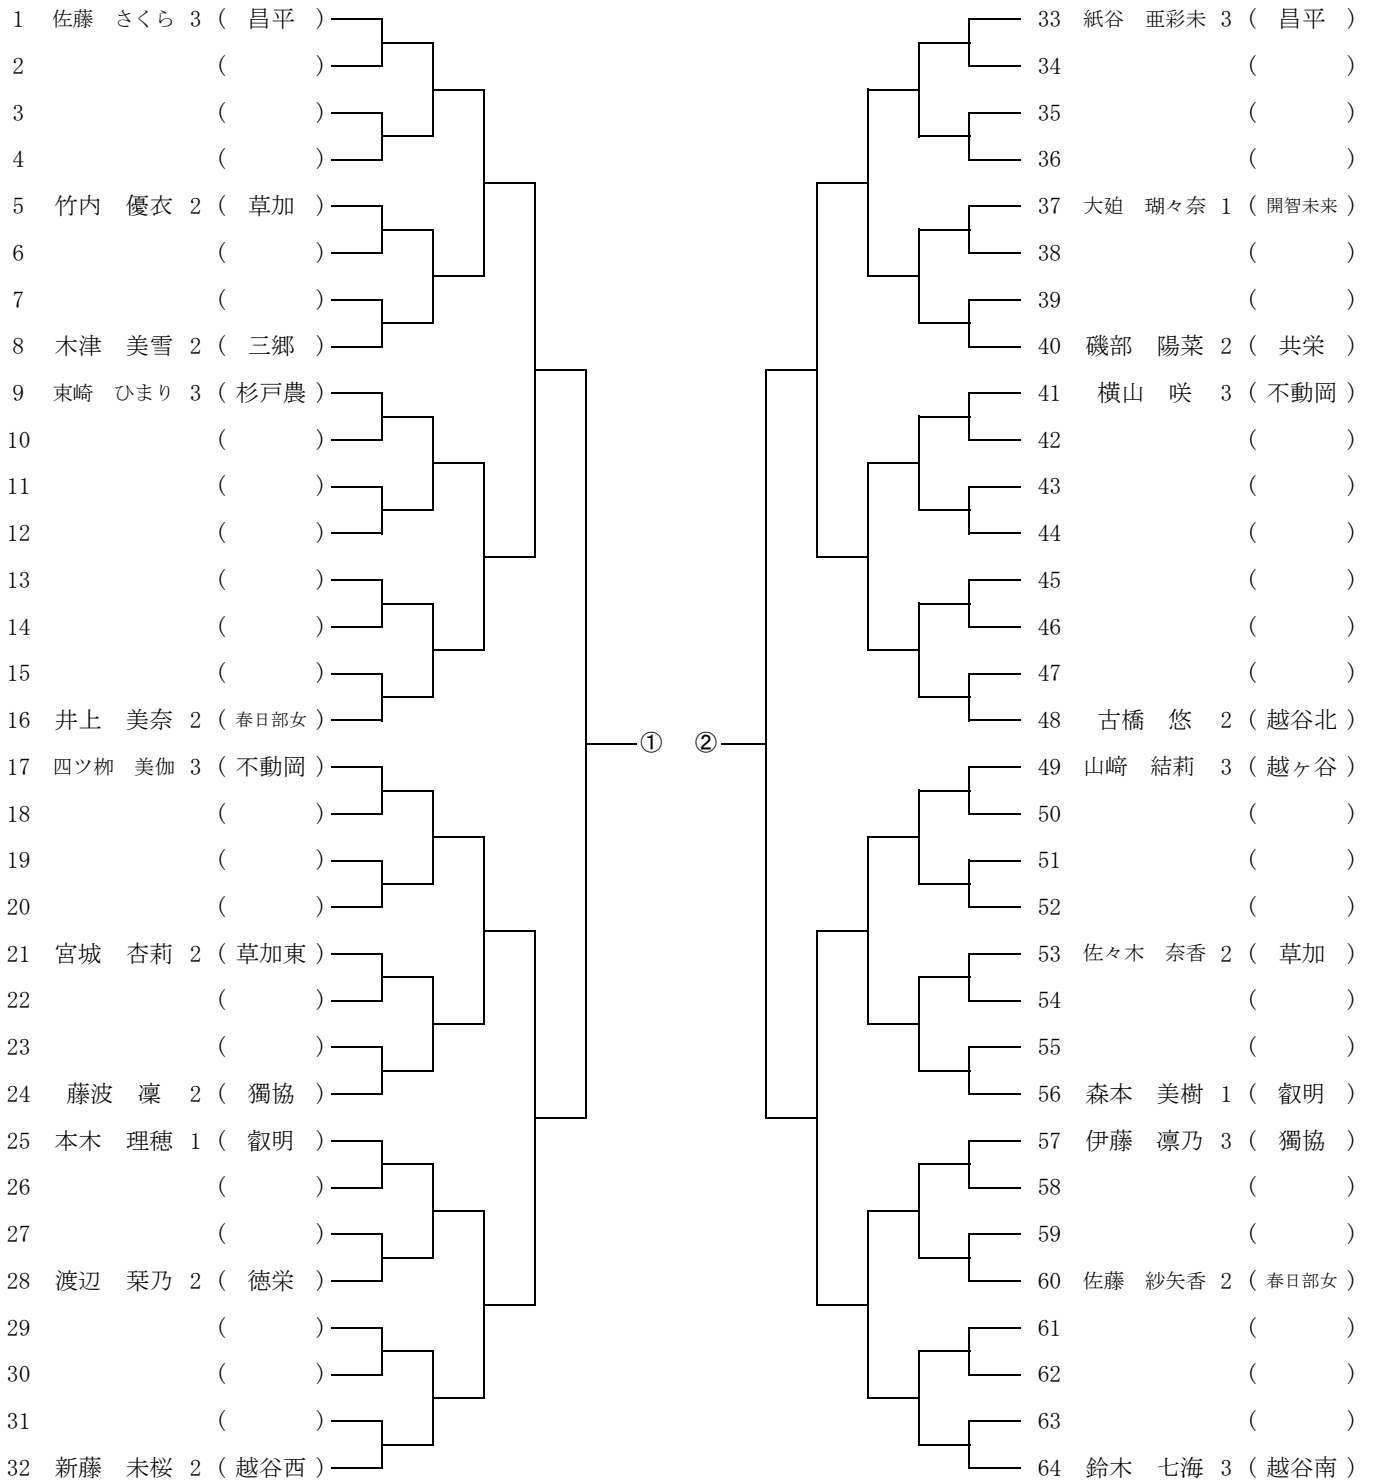 1 佐藤 さくら 3 ( 昌平 )
2 ( )
3 ( )
4 ( )
5 竹内 優衣 2 ( 草加 )
6 ( )
7 ( )
8 木津 美雪 2 ( 三郷 )
9 束崎 ひまり 3 ( 杉戸農 )
10 ( )
11 ( )
12 ( )
13 ( )
14 ( )
15 ( )
16 井上 美奈 2 ( 春日部女 )
17 四ツ栁 美伽 3 ( 不動岡 )
18 ( )
19 ( )
20 ( )
21 宮城 杏莉 2 ( 草加東 )
22 ( )
23 ( )
24 藤波 凜 2 ( 獨協 )
25 本木 理穂 1 ( 叡明 )
26 ( )
27 ( )
28 渡辺 栞乃 2 ( 徳栄 )
29 ( )
30 ( )
31 ( )
32 新藤 未桜 2 ( 越谷西 )
① ②
33 紙谷 亜彩未 3 ( 昌平 )
34 ( )
35 ( )
36 ( )
37 大廹 瑚々奈 1 ( 開智未来 )
38 ( )
39 ( )
40 磯部 陽菜 2 ( 共栄 )
41 横山 咲 3 ( 不動岡 )
42 ( )
43 ( )
44 ( )
45 ( )
46 ( )
47 ( )
48 古橋 悠 2 ( 越谷北 )
49 山﨑 結莉 3 ( 越ヶ谷 )
50 ( )
51 ( )
52 ( )
53 佐々木 奈香 2 ( 草加 )
54 ( )
55 ( )
56 森本 美樹 1 ( 叡明 )
57 伊藤 凛乃 3 ( 獨協 )
58 ( )
59 ( )
60 佐藤 紗矢香 2 ( 春日部女 )
61 ( )
62 ( )
63 ( )
64 鈴木 七海 3 ( 越谷南 )